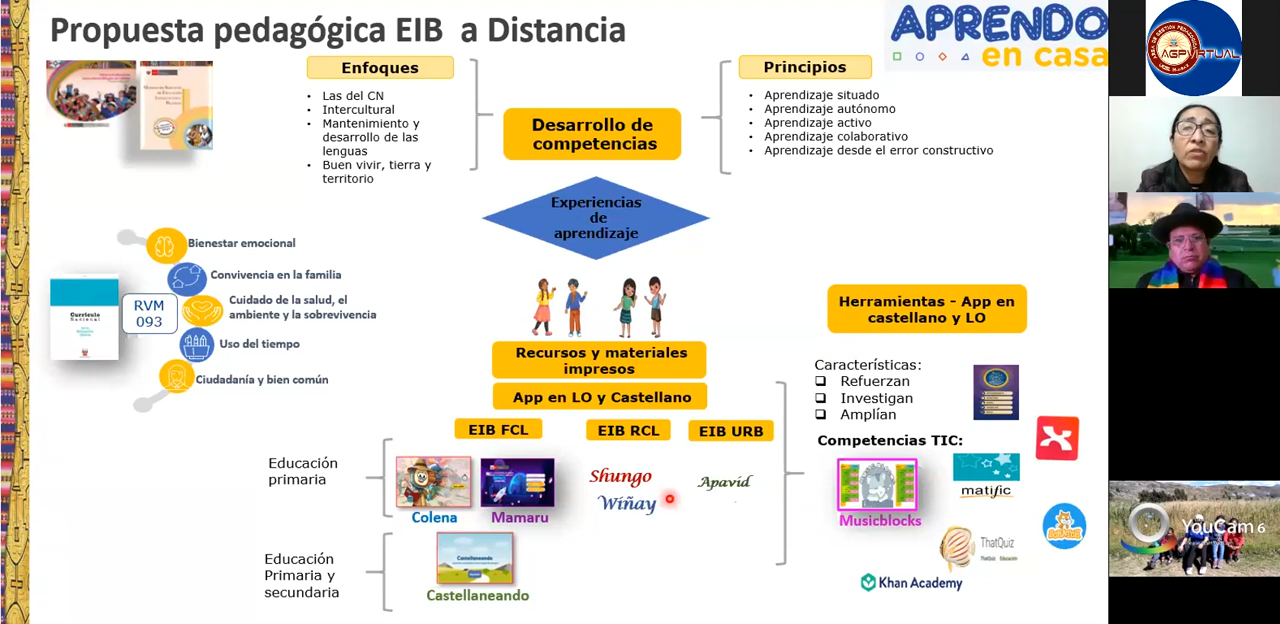 Propuesta pedagógica EIB a Distancia
APRENDO
en casa
Enfoques
• Las del CN
• Intercultural
• Mantenimiento y
desarrollo de las
lenguas
• Buen vivir, tierra y
territorio
Desarrollo de
competencias
Principios
• Aprendizaje situado
• Aprendizaje autónomo
• Aprendizaje activo
• Aprendizaje colaborativo
• Aprendizaje desde el error constructivo
Experiencias
de
aprendizaje
Bienestar emocional
Convivencia en la familia
Cuidado de la salud, el
ambiente y la sobrevivencia
Uso del tiempo
Ciudadanía y bien común
Currículo
Nacional
RVM
093
Recursos y materiales
impresos
App en LO y Castellano
EIB FCL
EIB RCL
EIB URB
Educación
primaria
Colena
Mamaru
Shungo
Wiñay
Apavid
Educación
Primaria y
secundaria
Castellaneando
Castellaneando
Herramientas - App en
castellano y LO
Características:
❑ Refuerzan
❑ Investigan
❑ Amplían
Competencias TIC:
Musicblocks
matific
ThatQuiz
Khan Academy
AGPVIRTUAL
YouCam 6